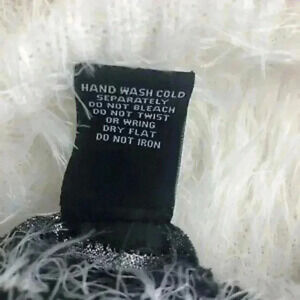 HAND WASH COLD
SEPARATELY
DO NOT BLEACH
DO NOT TWIST
OR WRING
DRY FLAT
DO NOT IRON